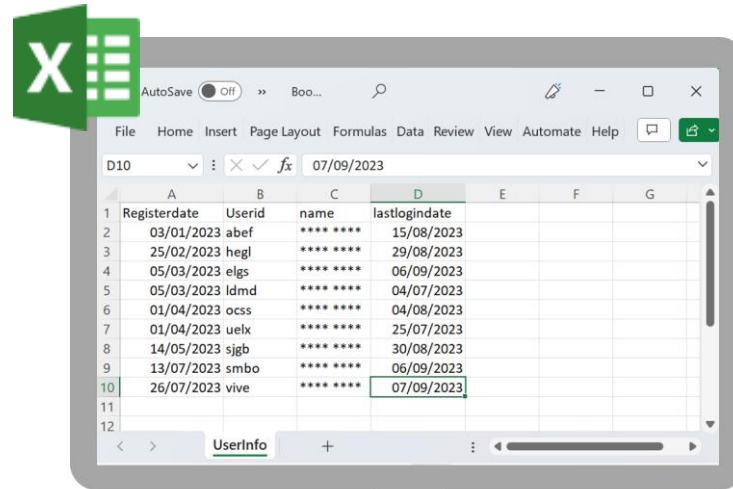 X
AutoSave Off » Boo...
File Home Insert Page Layout Formulas Data Review View Automate Help
D10 fx 07/09/2023
A B C D E F G
1 Registerdate Userid name lastlogindate
2 03/01/2023 abef **** **** 15/08/2023
3 25/02/2023 hegl **** **** 29/08/2023
4 05/03/2023 elgs **** **** 06/09/2023
5 05/03/2023 ldmd **** **** 04/07/2023
6 01/04/2023 ocss **** **** 04/08/2023
7 01/04/2023 uelx **** **** 25/07/2023
8 14/05/2023 sjgb **** **** 30/08/2023
9 13/07/2023 smbo **** **** 06/09/2023
10 26/07/2023 vive **** **** 07/09/2023
11
12
UserInfo +